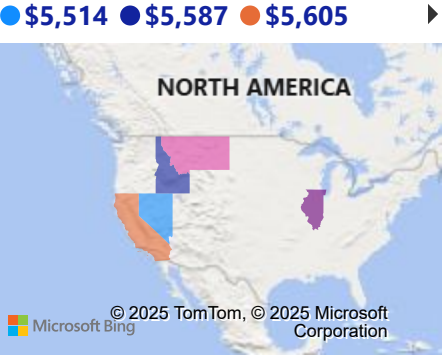 $5,514 $5,587 $5,605
NORTH AMERICA
© 2025 TomTom, © 2025 Microsoft
Corporation
Microsoft Bing